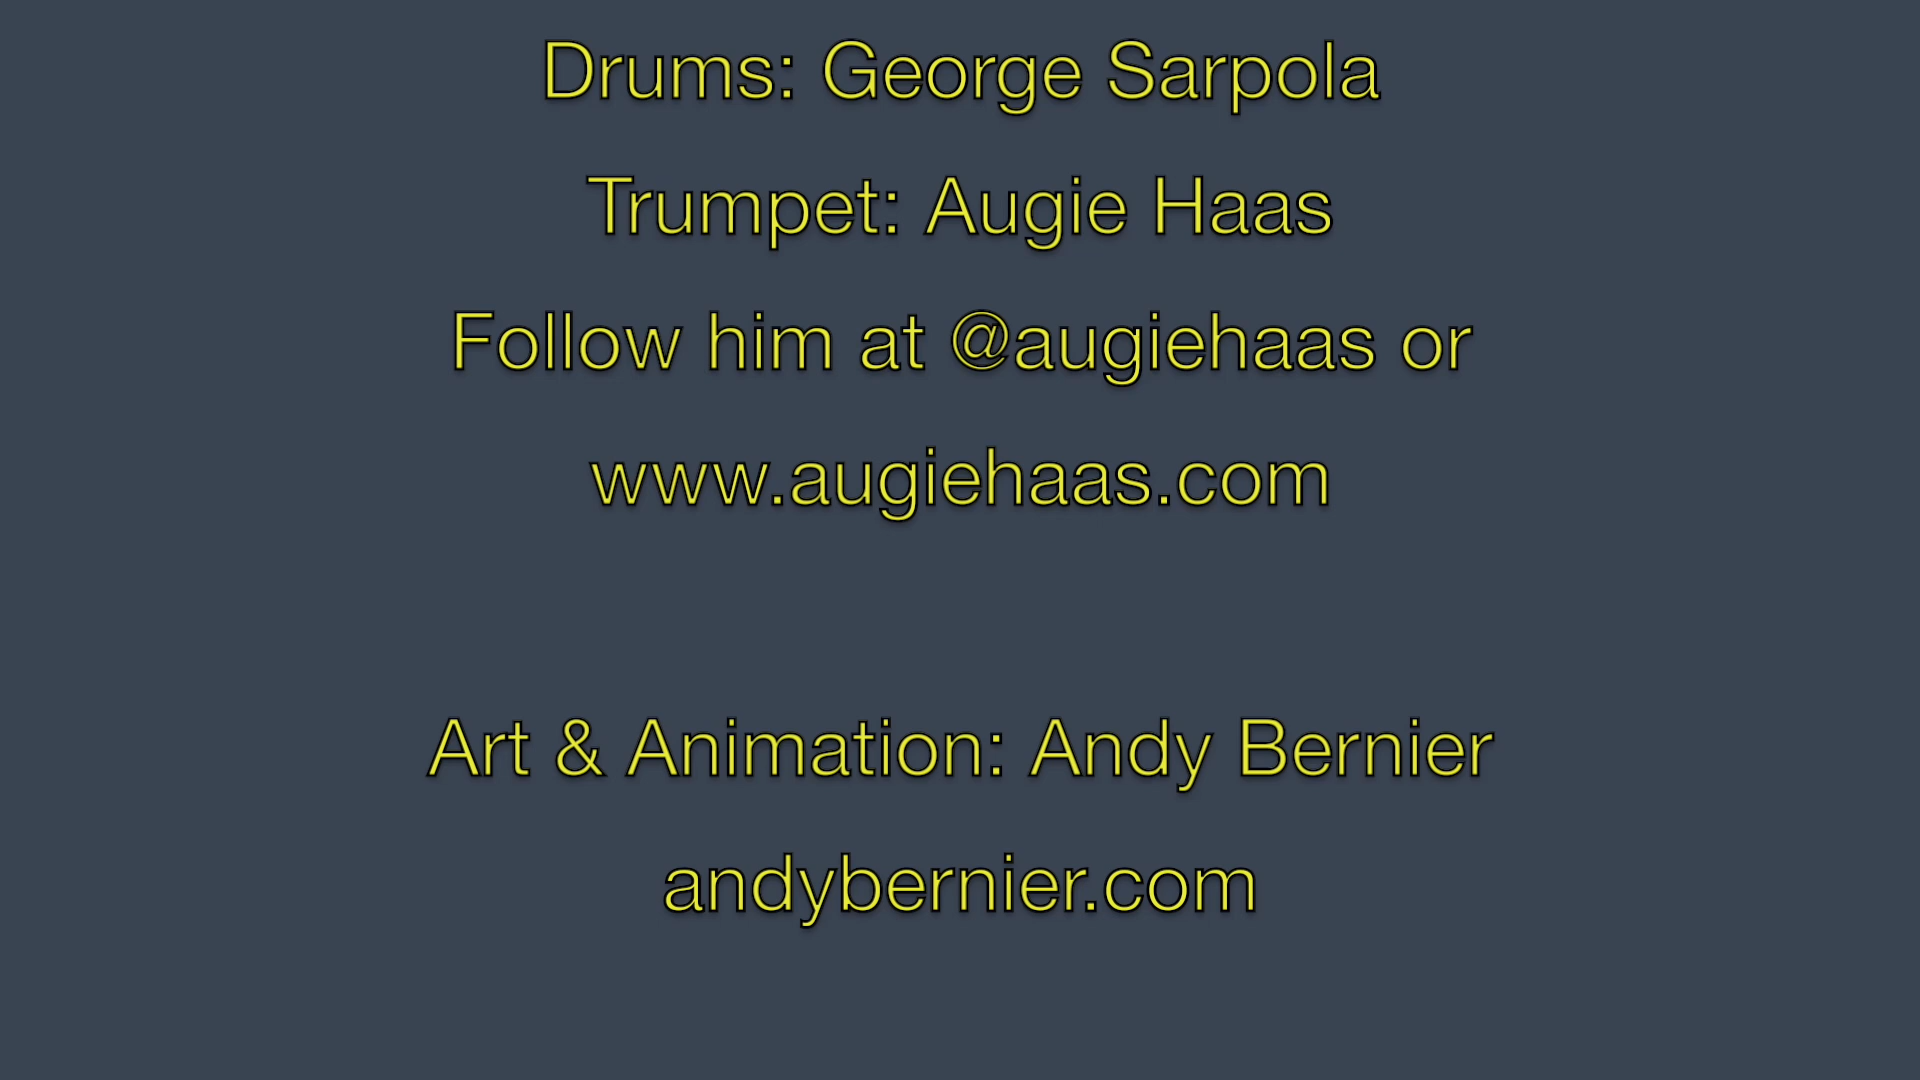 Drums: George Sarpola
Trumpet: Augie Haas
Follow him at @augiehaas or
www.augiehaas.com
Art & Animation: Andy Bernier
andybernier.com